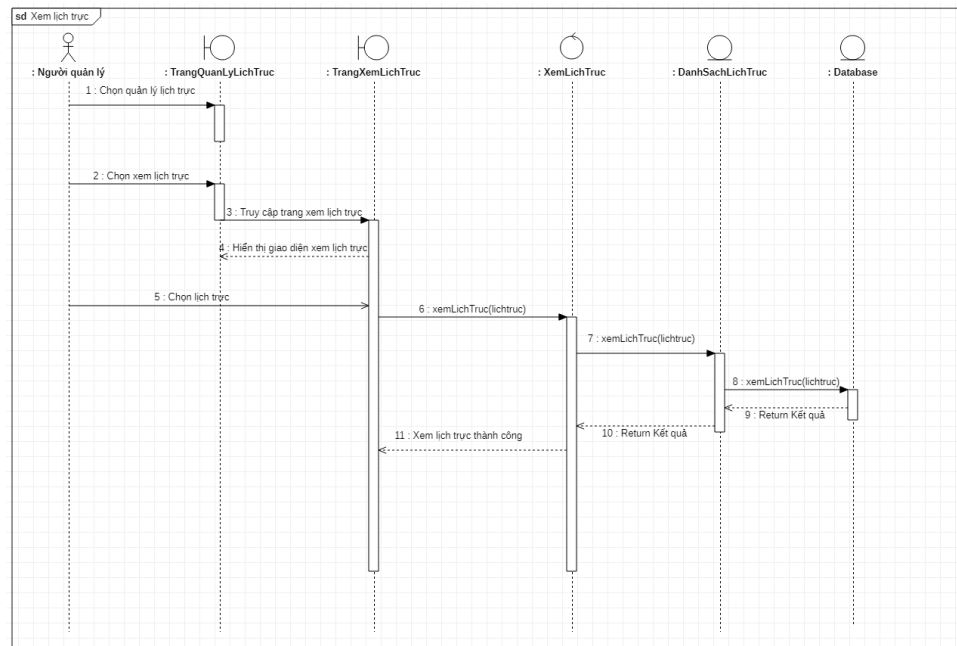 sd Xem lịch trực
: Người quản lý
: TrangQuanLyLichTruc
: TrangXemLichTruc
: XemLichTruc
: DanhSachLichTruc
: Database
1 : Chọn quản lý lịch trực
2 : Chọn xem lịch trực
3 : Truy cập trang xem lịch trực
4 : Hiển thị giao diện xem lịch trực
5 : Chọn lịch trực
6 : xemLichTruc(lichtruc)
7 : xemLichTruc(lichtruc)
8 : xemLichTruc(lichtruc)
9 : Return Kết quả
10 : Return Kết quả
11 : Xem lịch trực thành công